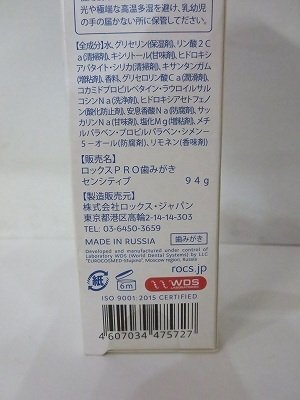 光や極端な高温多湿を避け、乳幼児
の手の届かない所に保管してください。
【全成分】水、グリセリン(保湿剤)、リン酸2C
a(清掃剤)、キシリトール(甘味剤)、ヒドロキシ
アパタイト・シリカ(清掃剤)、キサンタンガム
(増粘剤)、香料、グリセロリン酸Ca(潤滑剤)、
コカミドプロピルベタイン・ラウロイルサル
コシンNa(洗浄剤)、ヒドロキシアセトフェノ
ン(酸化防止剤)、安息香酸Na(防腐剤)、サッ
カリンNa(甘味剤)、塩化Mg(増粘剤)、メチ
ルパラベン・プロピルパラベン・シメン-
5-オール(防腐剤)、リモネン(香味剤)
【販売名】
ロックスPRO歯みがき
センシティブ 94g
【製造販売元】
株式会社ロックス・ジャパン
東京都港区高輪2-14-14-303
TEL: 03-6450-3659
MADE IN RUSSIA 歯みがき
Developed and manufactured under control of
Laboratory WDS (World Dental Systems) by LLC
"EUROCOSMED-Stupino", Moscow region, Russia.
rocs.jp
紙
6m
WDS
LABORATORIES
ISO 9001:2015 CERTIFIED
4 607034 475727